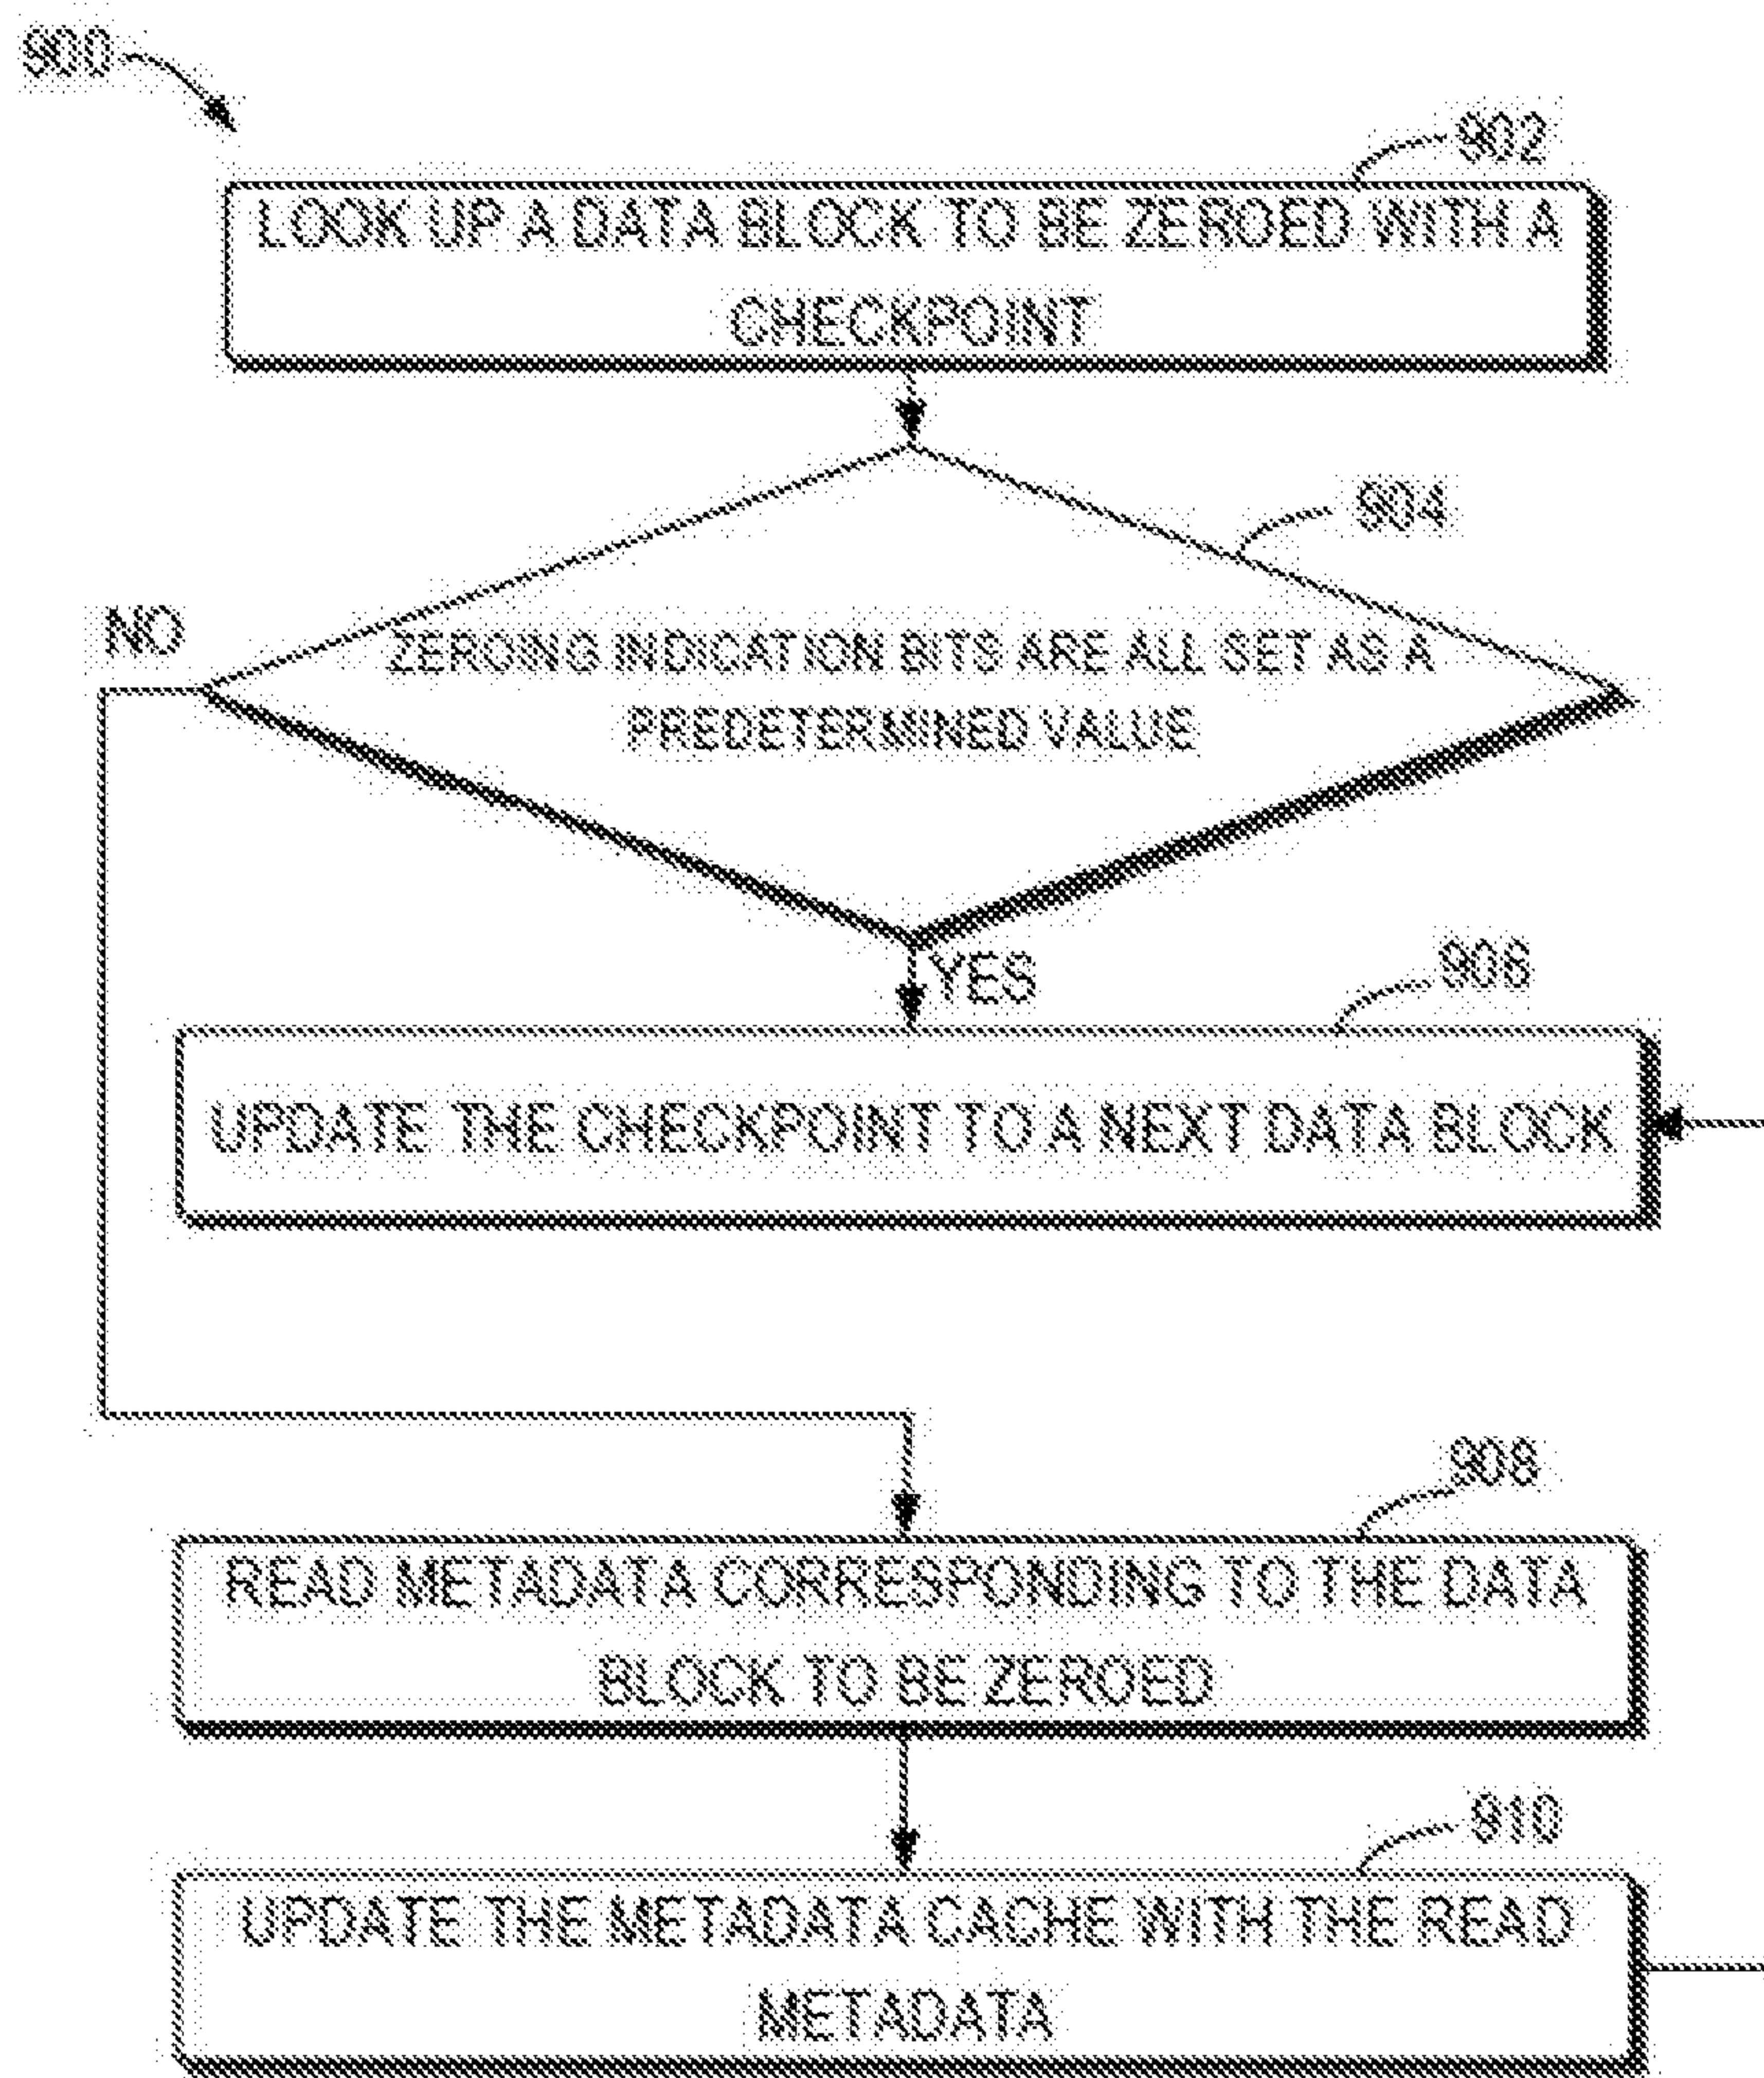 900
902
LOOK UP A DATA BLOCK TO BE ZEROED WITH A
CHECKPOINT
904
NO
ZEROING INDICATION BITS ARE ALL SET AS A
PREDETERMINED VALUE
YES
906
UPDATE THE CHECKPOINT TO A NEXT DATA BLOCK
908
READ METADATA CORRESPONDING TO THE DATA
BLOCK TO BE ZEROED
910
UPDATE THE METADATA CACHE WITH THE READ
METADATA